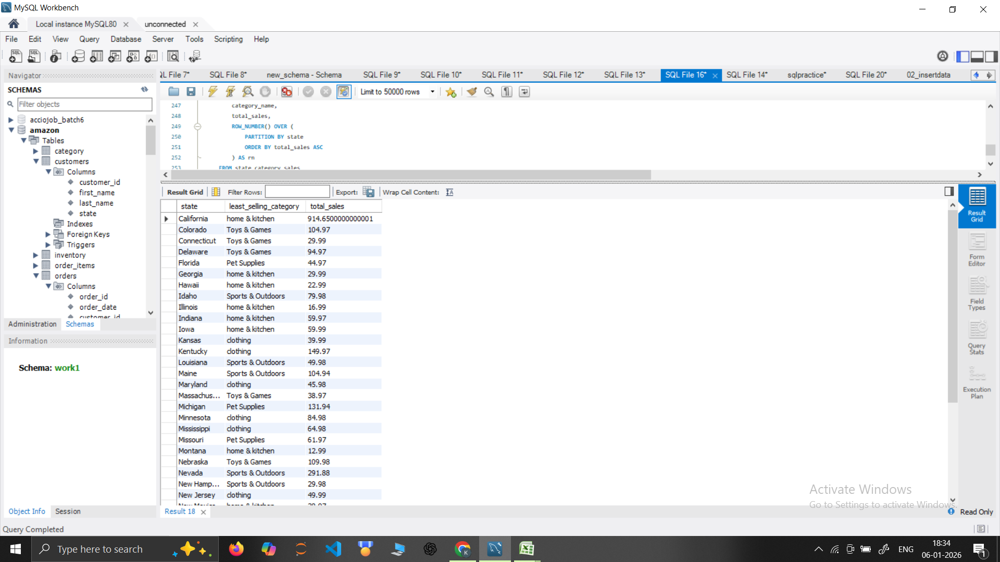 MySQL Workbench
Local instance MySQL80
unconnected
File Edit View Query Database Server Tools Scripting Help
Navigator
SCHEMAS
Filter objects
acciojob_batch6
amazon
Tables
category
customers
Columns
customer_id
first_name
last_name
state
Indexes
Foreign Keys
Triggers
inventory
order_items
orders
Columns
order_id
order_date
customer_id
Administration Schemas
Information
Schema: work1
Object Info Session
QL File 7* SQL File 8* new_schema - Schema SQL File 9* SQL File 10* SQL File 11* SQL File 12* SQL File 13* SQL File 16* SQL File 14* sqlpractice* SQL File 20* 02_insertdata
Limit to 50000 rows
247 category_name,
248 total_sales,
249 ROW_NUMBER() OVER (
250 PARTITION BY state
251 ORDER BY total_sales ASC
252 ) AS rn
253 FROM state_category_sales
Result Grid Filter Rows: Export: Wrap Cell Content:
state least_selling_category total_sales
California home & kitchen 914.6500000000001
Colorado Toys & Games 104.97
Connecticut Toys & Games 29.99
Delaware Toys & Games 94.97
Florida Pet Supplies 44.97
Georgia home & kitchen 29.99
Hawaii home & kitchen 22.99
Idaho Sports & Outdoors 79.98
Illinois home & kitchen 16.99
Indiana home & kitchen 59.97
Iowa home & kitchen 59.99
Kansas clothing 39.99
Kentucky clothing 149.97
Louisiana Sports & Outdoors 49.98
Maine Sports & Outdoors 104.94
Maryland clothing 45.98
Massachus... Toys & Games 38.97
Michigan Pet Supplies 131.94
Minnesota clothing 84.98
Mississippi clothing 64.98
Missouri Pet Supplies 61.97
Montana home & kitchen 12.99
Nebraska Toys & Games 109.98
Nevada Sports & Outdoors 291.88
New Hamp... Sports & Outdoors 29.98
New Jersey clothing 49.99
New Mexico home & kitchen
Result 18
Result Grid
Form Editor
Field Types
Query Stats
Execution Plan
Activate Windows
Go to Settings to activate Windows.
Read Only
Query Completed
Type here to search
ENG
18:34
06-01-2026
1